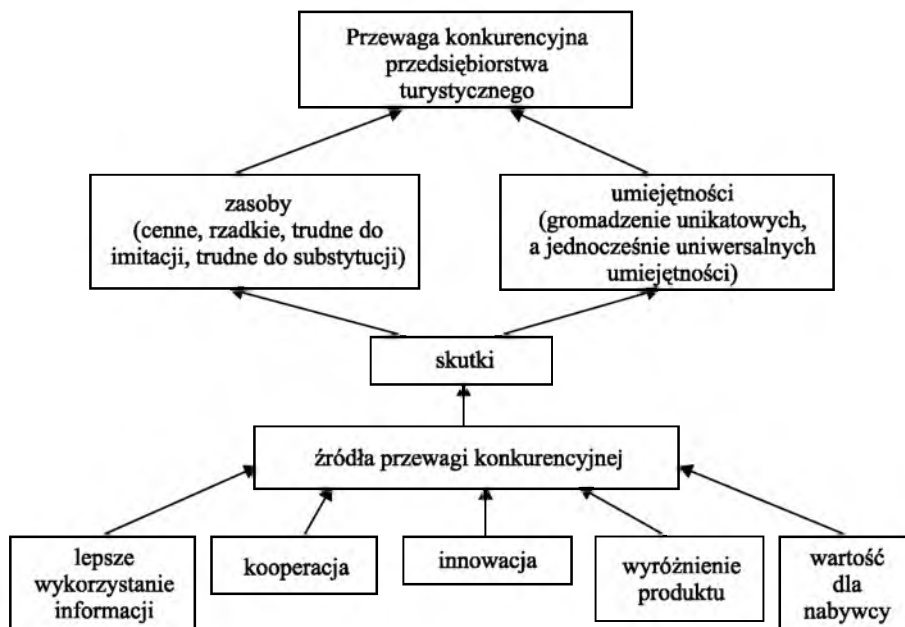 Przewaga konkurencyjna
przedsiębiorstwa
turystycznego
zasoby
(cenne, rzadkie, trudne do
imitacji, trudne do substytucji)
umiejętności
(gromadzenie unikatowych,
a jednocześnie uniwersalnych
umiejętności)
skutki
źródła przewagi konkurencyjnej
lepsze
wykorzystanie
informacji
kooperacja
innowacja
wyróżnienie
produktu
wartość
dla
nabywcy